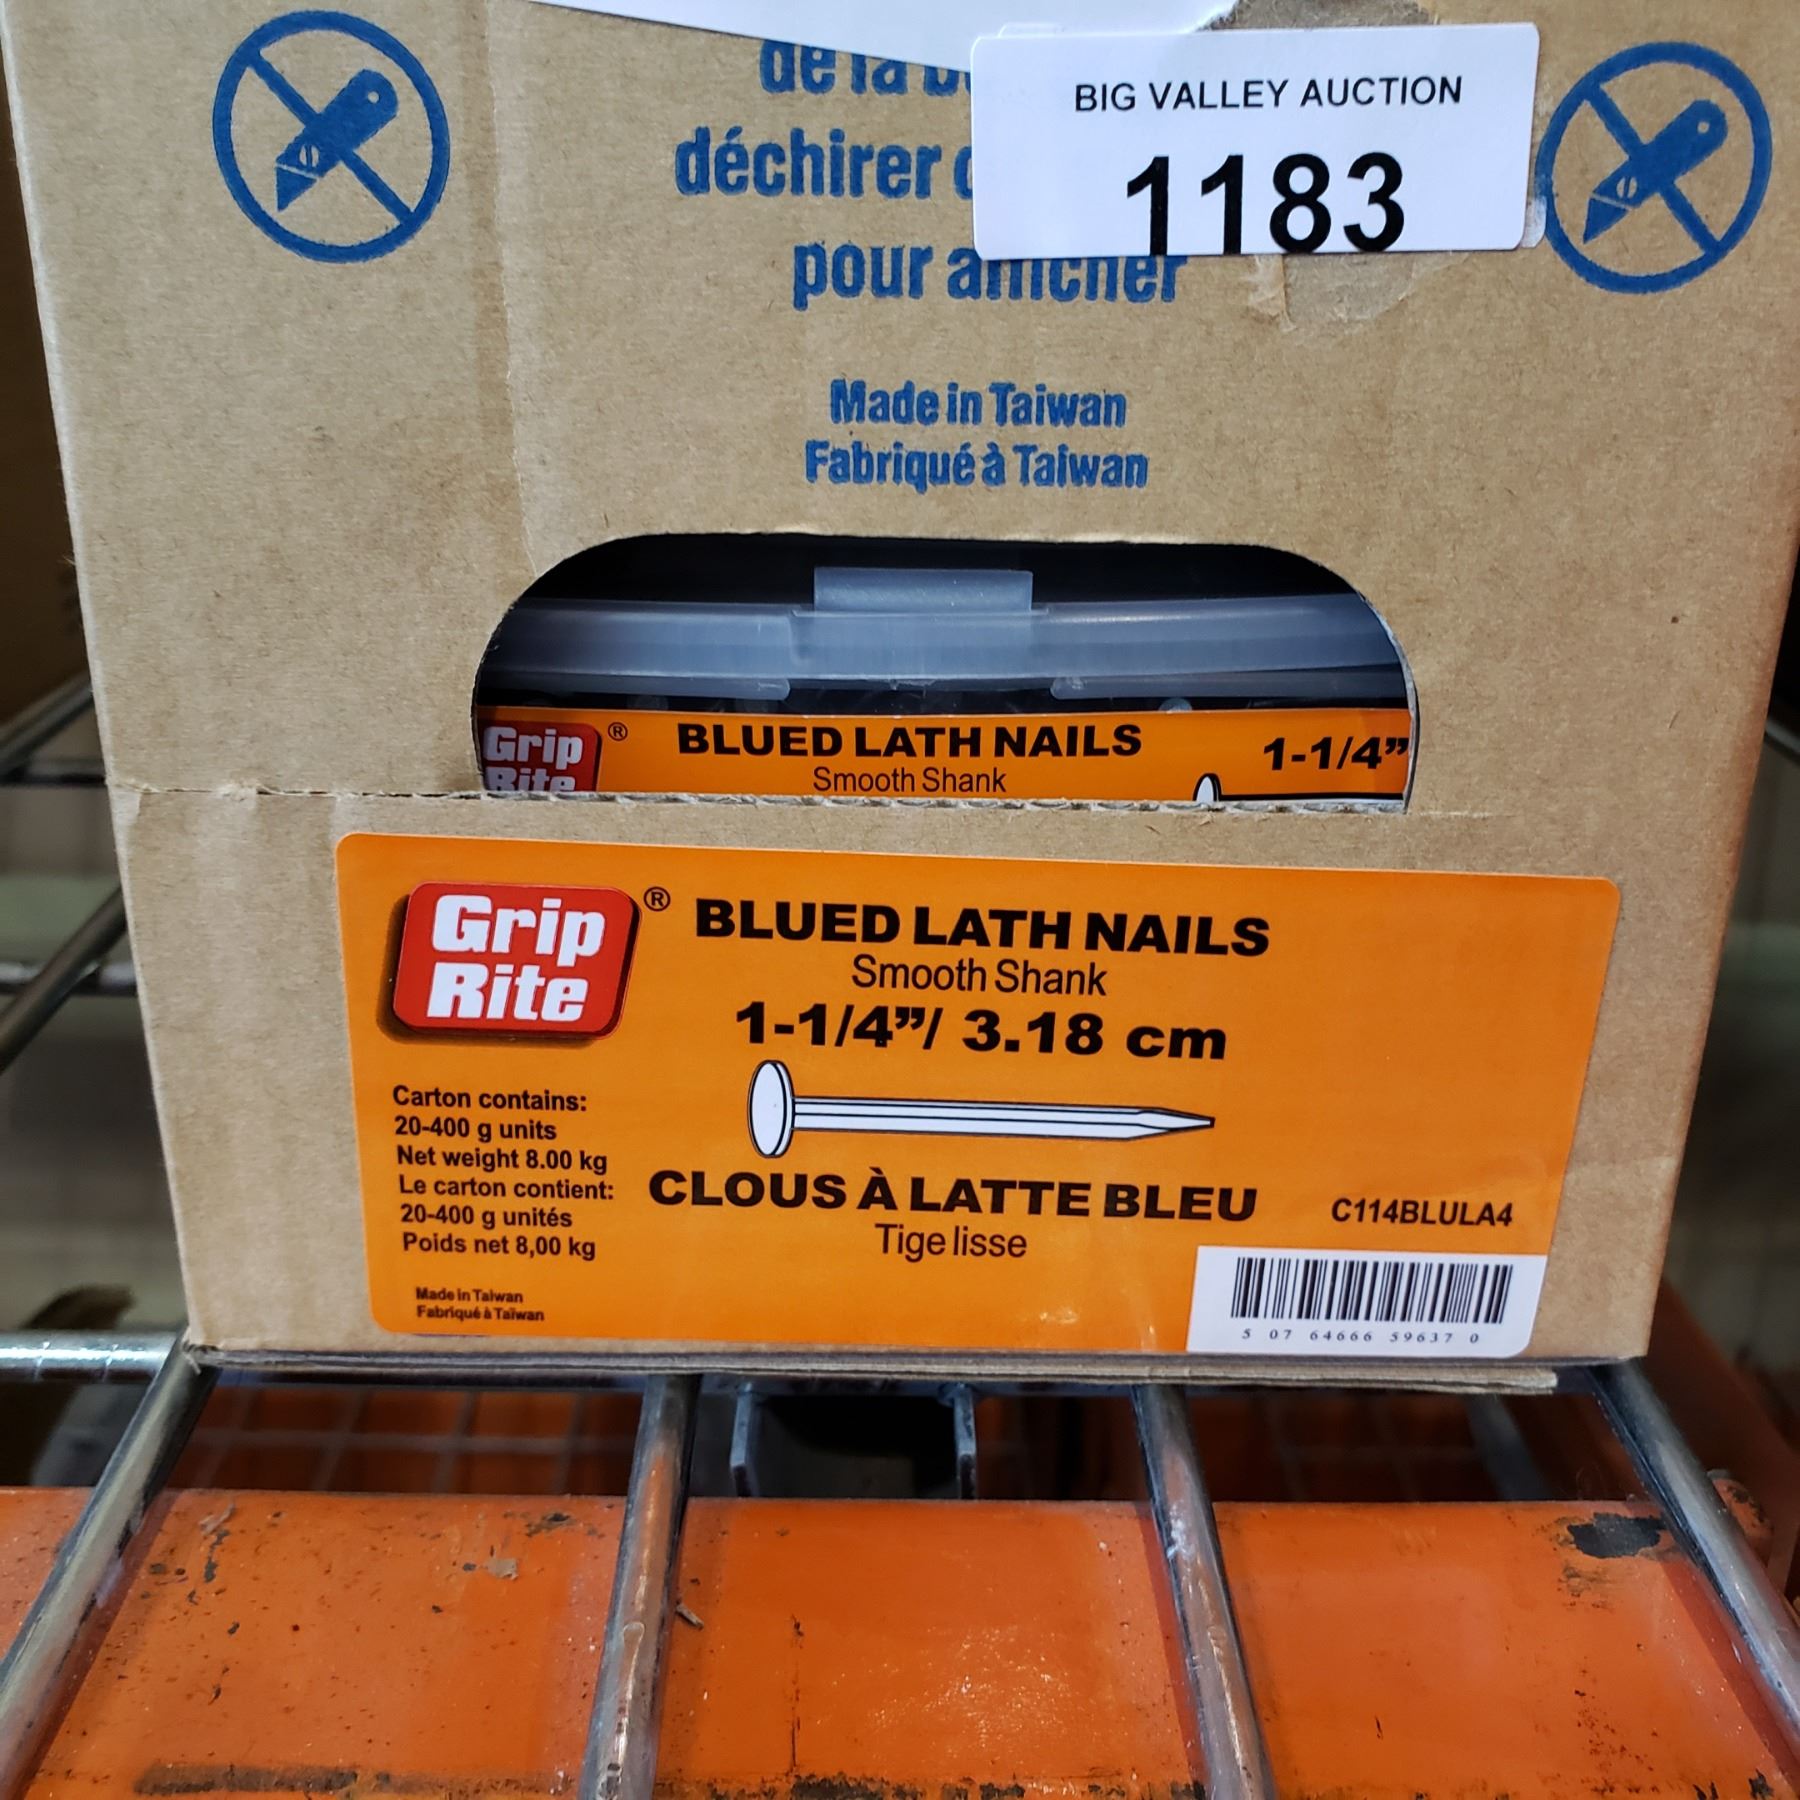 de la
BIG VALLEY AUCTION
1183
déchirer
pour afficher
Made in Taiwan
Fabriqué à Taiwan
Grip Rite ® BLUED LATH NAILS 1-1/4”
Smooth Shank
Grip
Rite ®
BLUED LATH NAILS
Smooth Shank
1-1/4”/ 3.18 cm
Carton contains:
20-400 g units
Net weight 8.00 kg
Le carton contient:
20-400 g unités
Poids net 8,00 kg
CLOUS À LATTE BLEU
Tige lisse
C114BLULA4
Made in Taiwan
Fabriqué à Taïwan
5 07 64666 59637 0